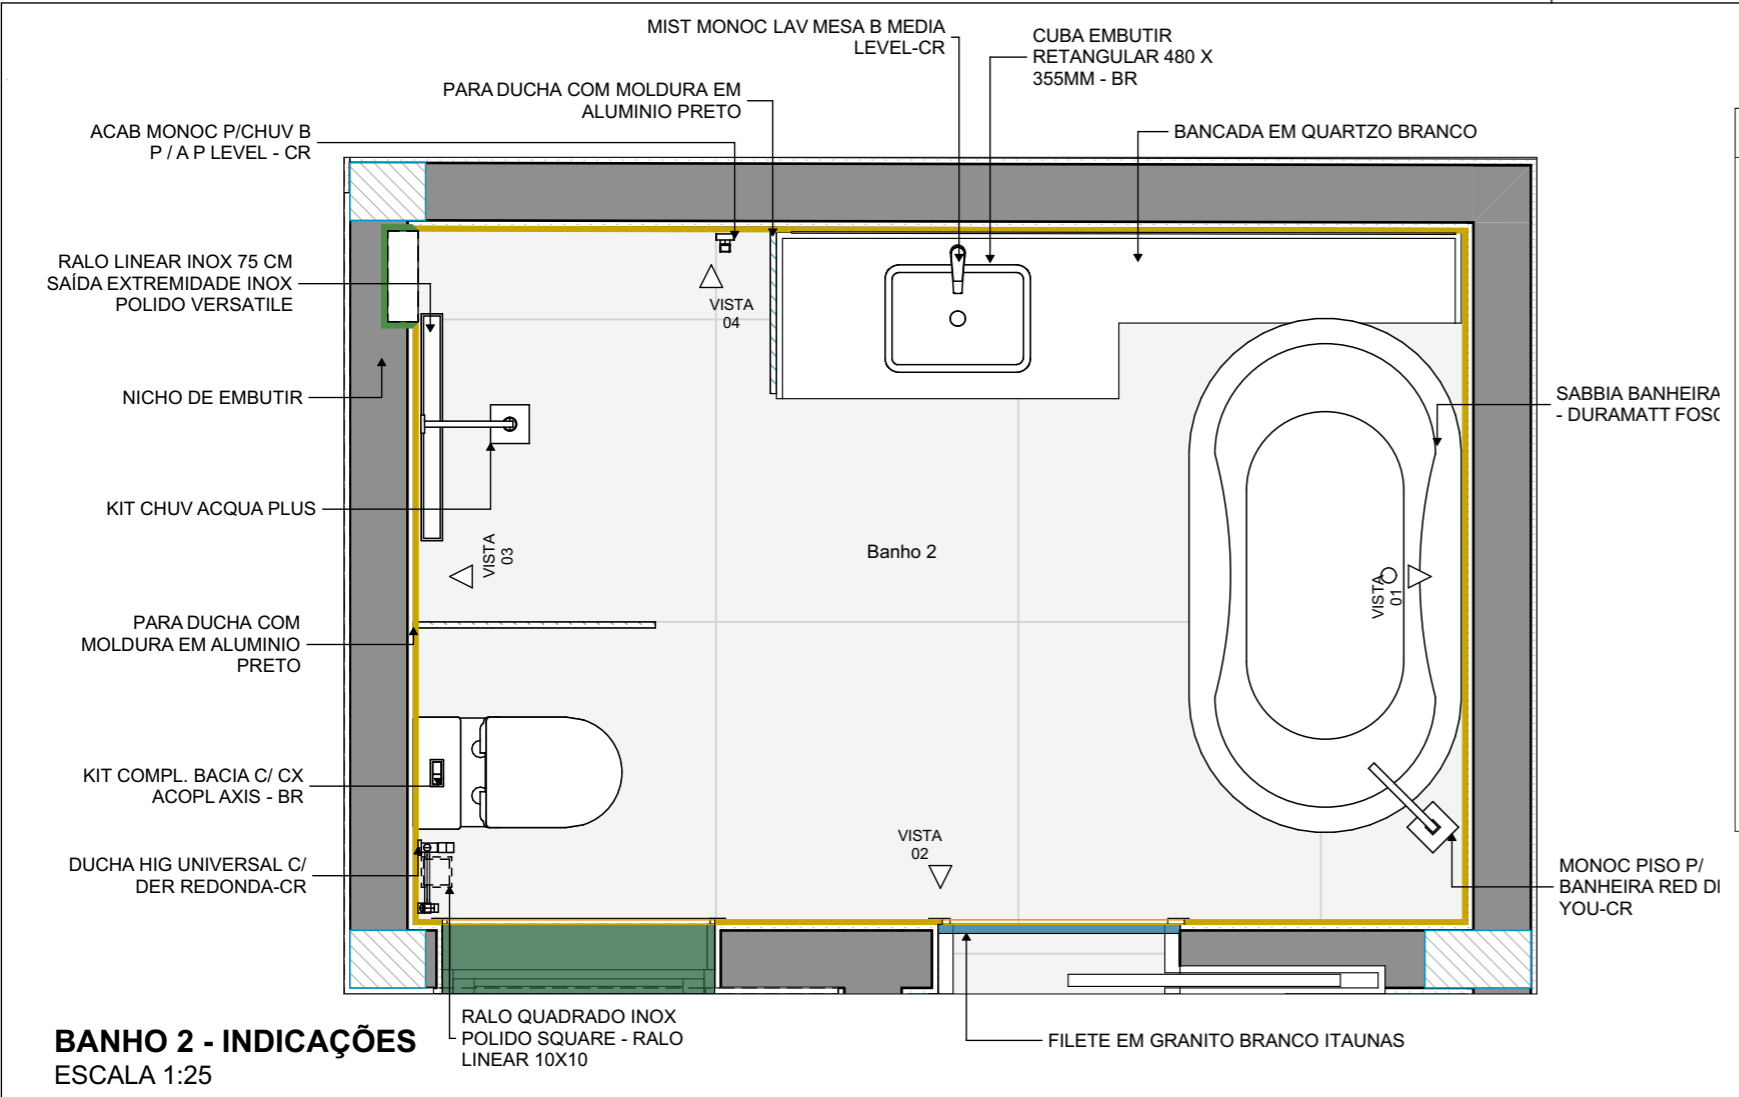 MIST MONOC LAV MESA B MEDIA
LEVEL-CR
CUBA EMBUTIR
RETANGULAR 480 X
355MM - BR
PARA DUCHA COM MOLDURA EM
ALUMINIO PRETO
ACAB MONOC P/CHUV B
P / A P LEVEL - CR
BANCADA EM QUARTZO BRANCO
RALO LINEAR INOX 75 CM
SAÍDA EXTREMIDADE INOX
POLIDO VERSATILE
VISTA
04
NICHO DE EMBUTIR
SABBIA BANHEIRA
- DURAMATT
KIT CHUV ACQUA PLUS
VISTA
03
Banho 2
VISTA
01
PARA DUCHA COM
MOLDURA EM ALUMINIO
PRETO
KIT COMPL. BACIA C/ CX
ACOPL AXIS - BR
VISTA
02
DUCHA HIG UNIVERSAL C/
DER REDONDA-CR
MONOC PISO P/
BANHEIRA RED
YOU-CR
RALO QUADRADO INOX
POLIDO SQUARE - RALO
LINEAR 10X10
FILETE EM GRANITO BRANCO ITAUNAS
BANHO 2 - INDICAÇÕES
ESCALA 1:25